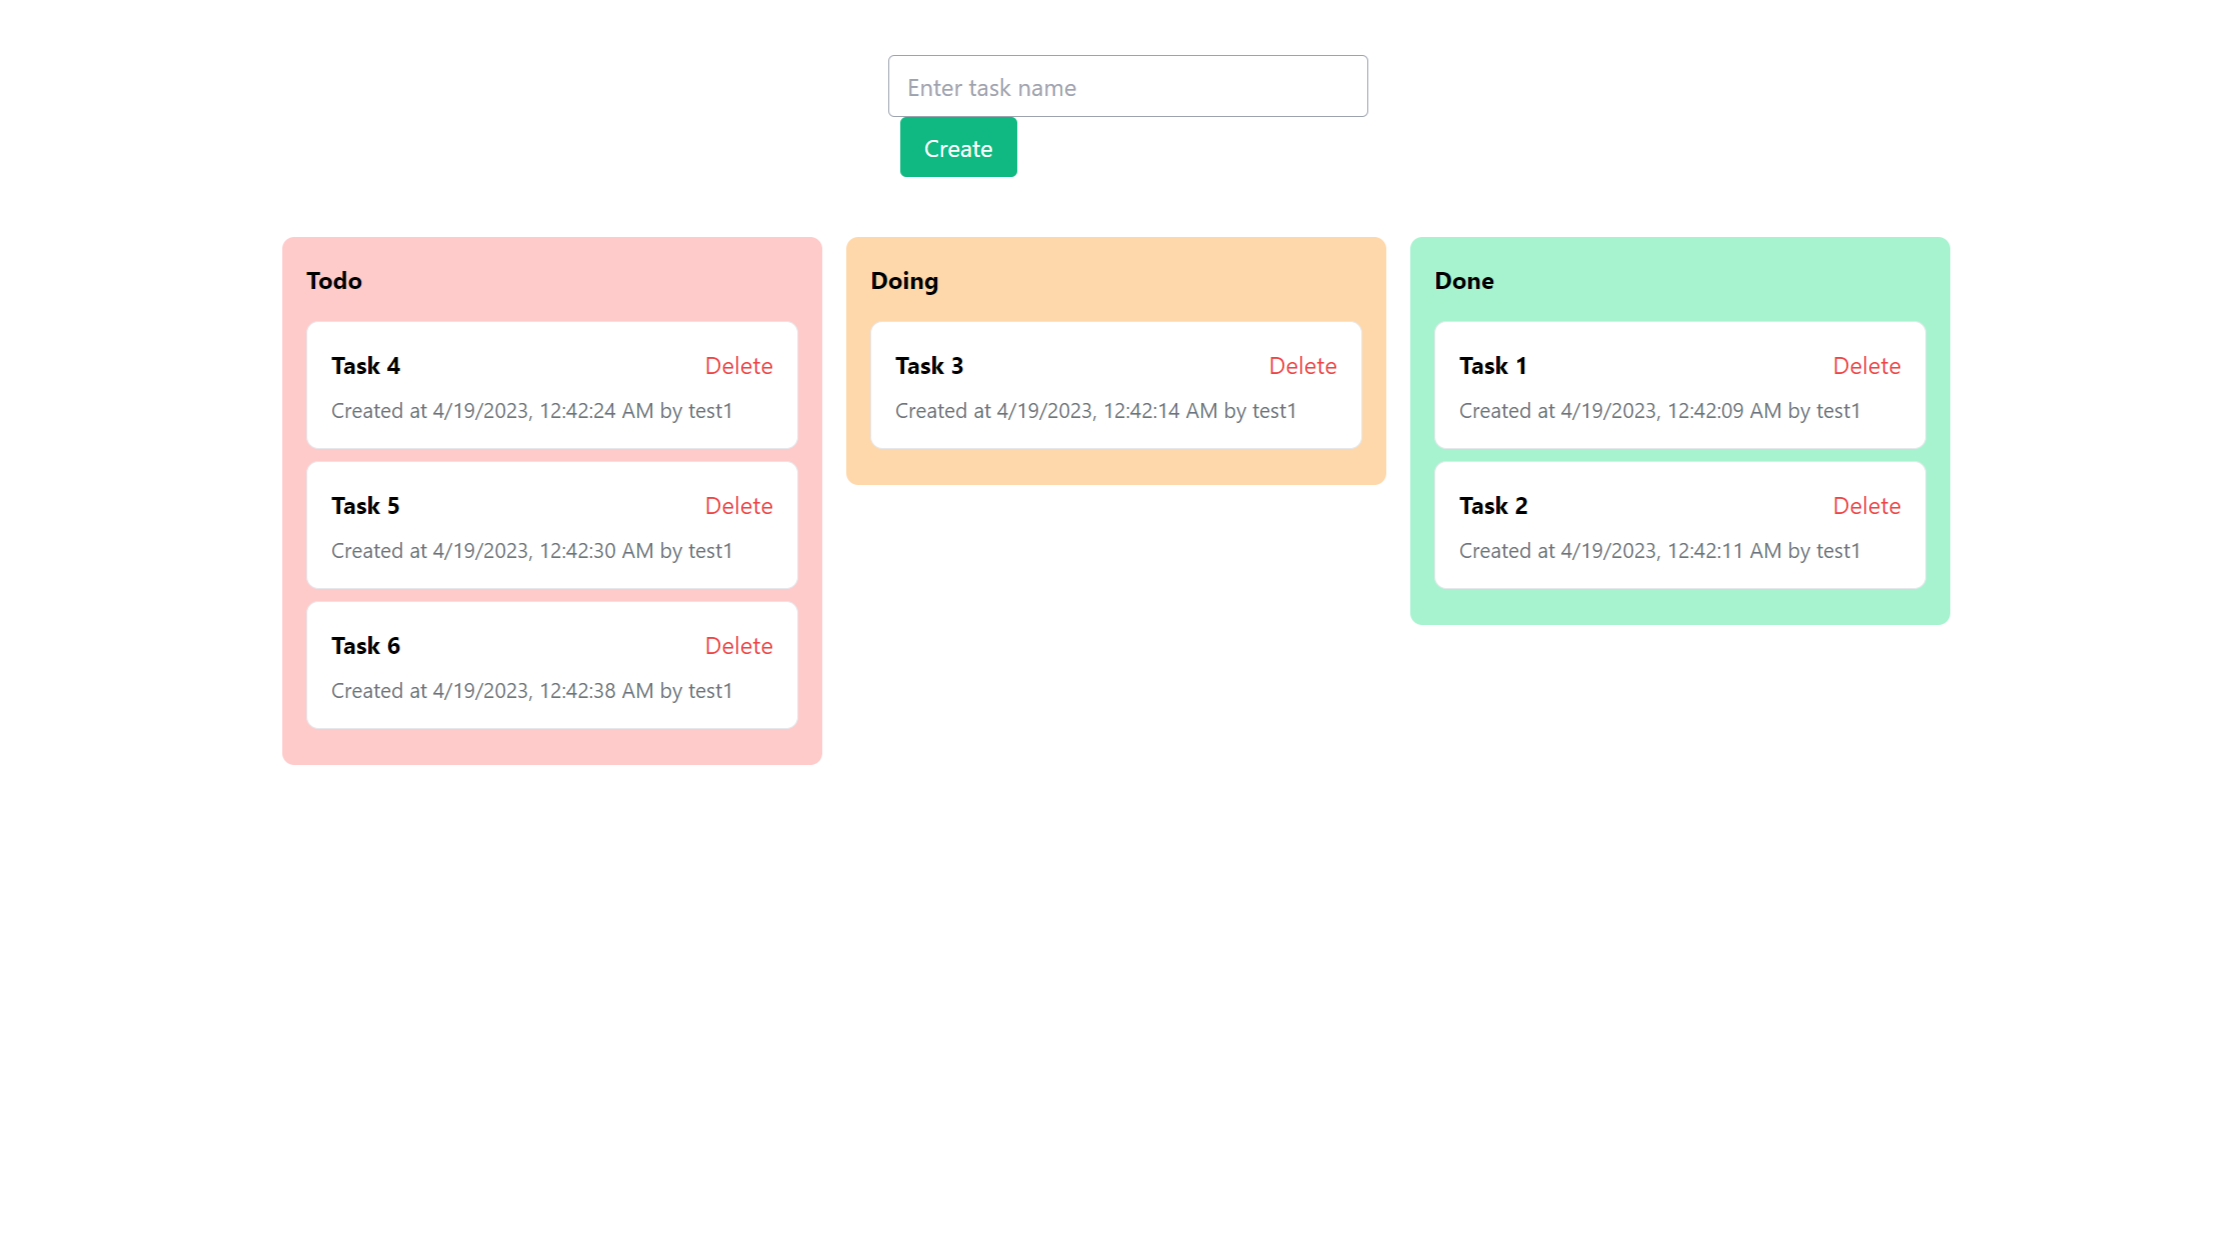 Enter task name
Create
Todo
Task 4 Delete
Created at 4/19/2023, 12:42:24 AM by test1
Task 5 Delete
Created at 4/19/2023, 12:42:30 AM by test1
Task 6 Delete
Created at 4/19/2023, 12:42:38 AM by test1
Doing
Task 3 Delete
Created at 4/19/2023, 12:42:14 AM by test1
Done
Task 1 Delete
Created at 4/19/2023, 12:42:09 AM by test1
Task 2 Delete
Created at 4/19/2023, 12:42:11 AM by test1